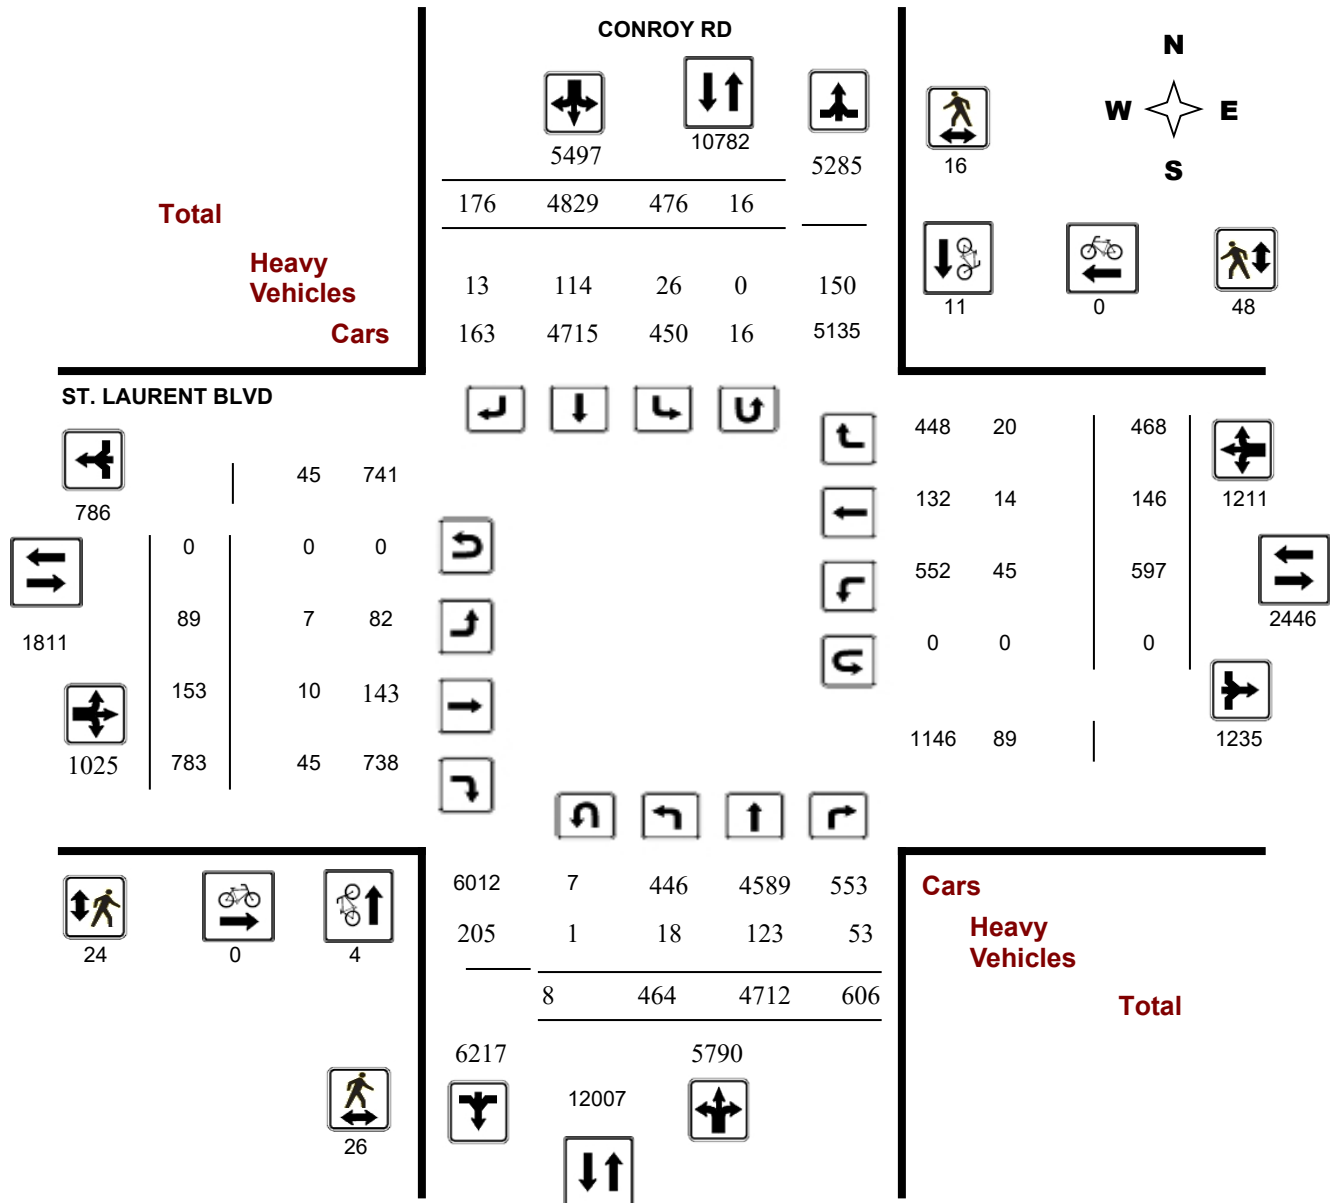 CONROY RD
N
W E
S
5497 10782 5285 16
Total 176 4829 476 16
Heavy
Vehicles 13 114 26 0 150
11 0 48
Cars 163 4715 450 16 5135
ST. LAURENT BLVD
448 20 468
45 741
786
132 14 146 1211
0 0 0
552 45 597
89 7 82
1811 2446
0 0 0
153 10 143
1146 89 1235
1025 783 45 738
6012 7 446 4589 553 Cars
205 1 18 123 53 Heavy
Vehicles
24 0 4
8 464 4712 606 Total
6217 5790
12007
26